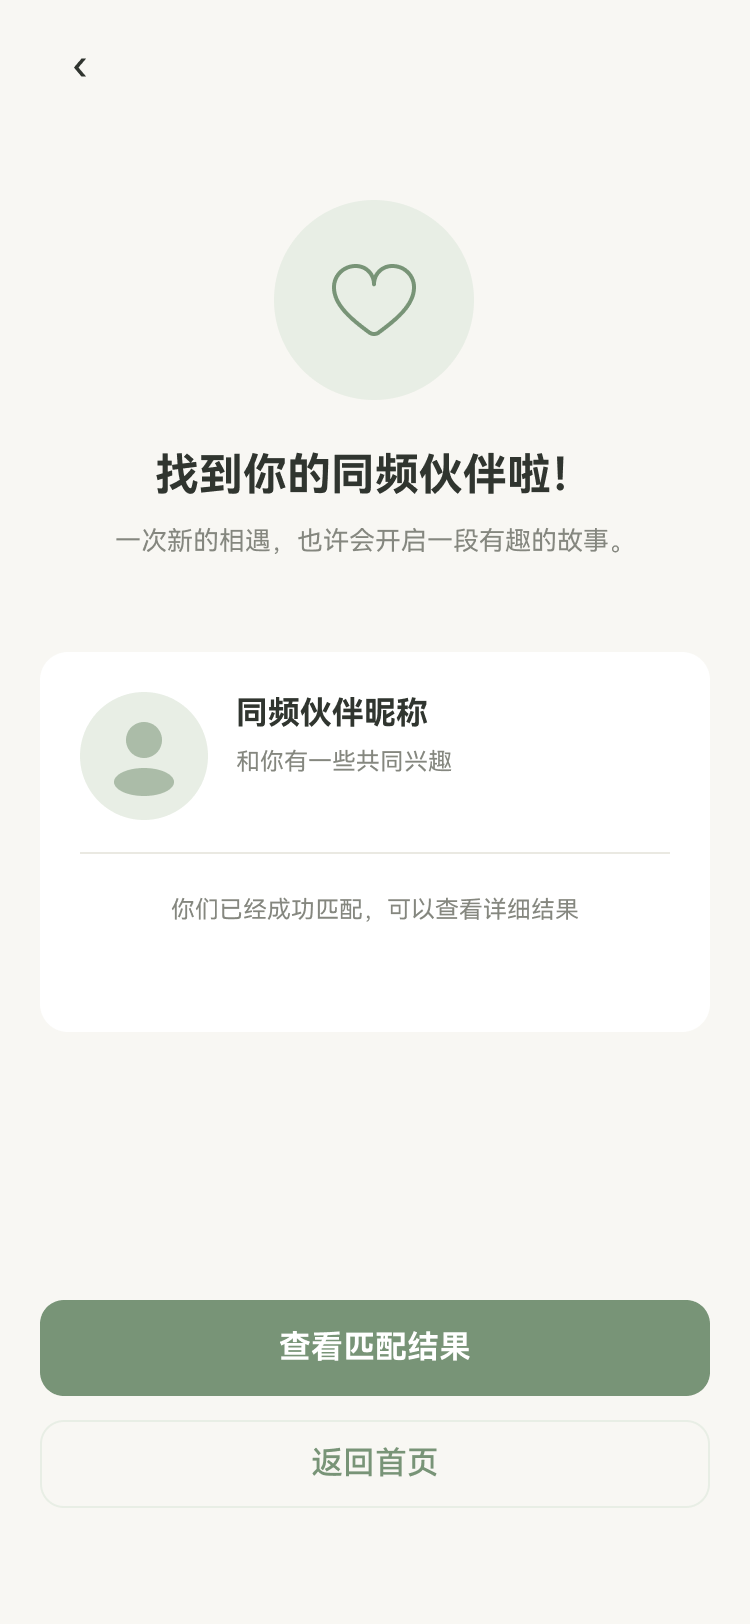 找到你的同频伙伴啦!
一次新的相遇，也许会开启一段有趣的故事。
同频伙伴昵称
和你有一些共同兴趣
你们已经成功匹配，可以查看详细结果
查看匹配结果
返回首页